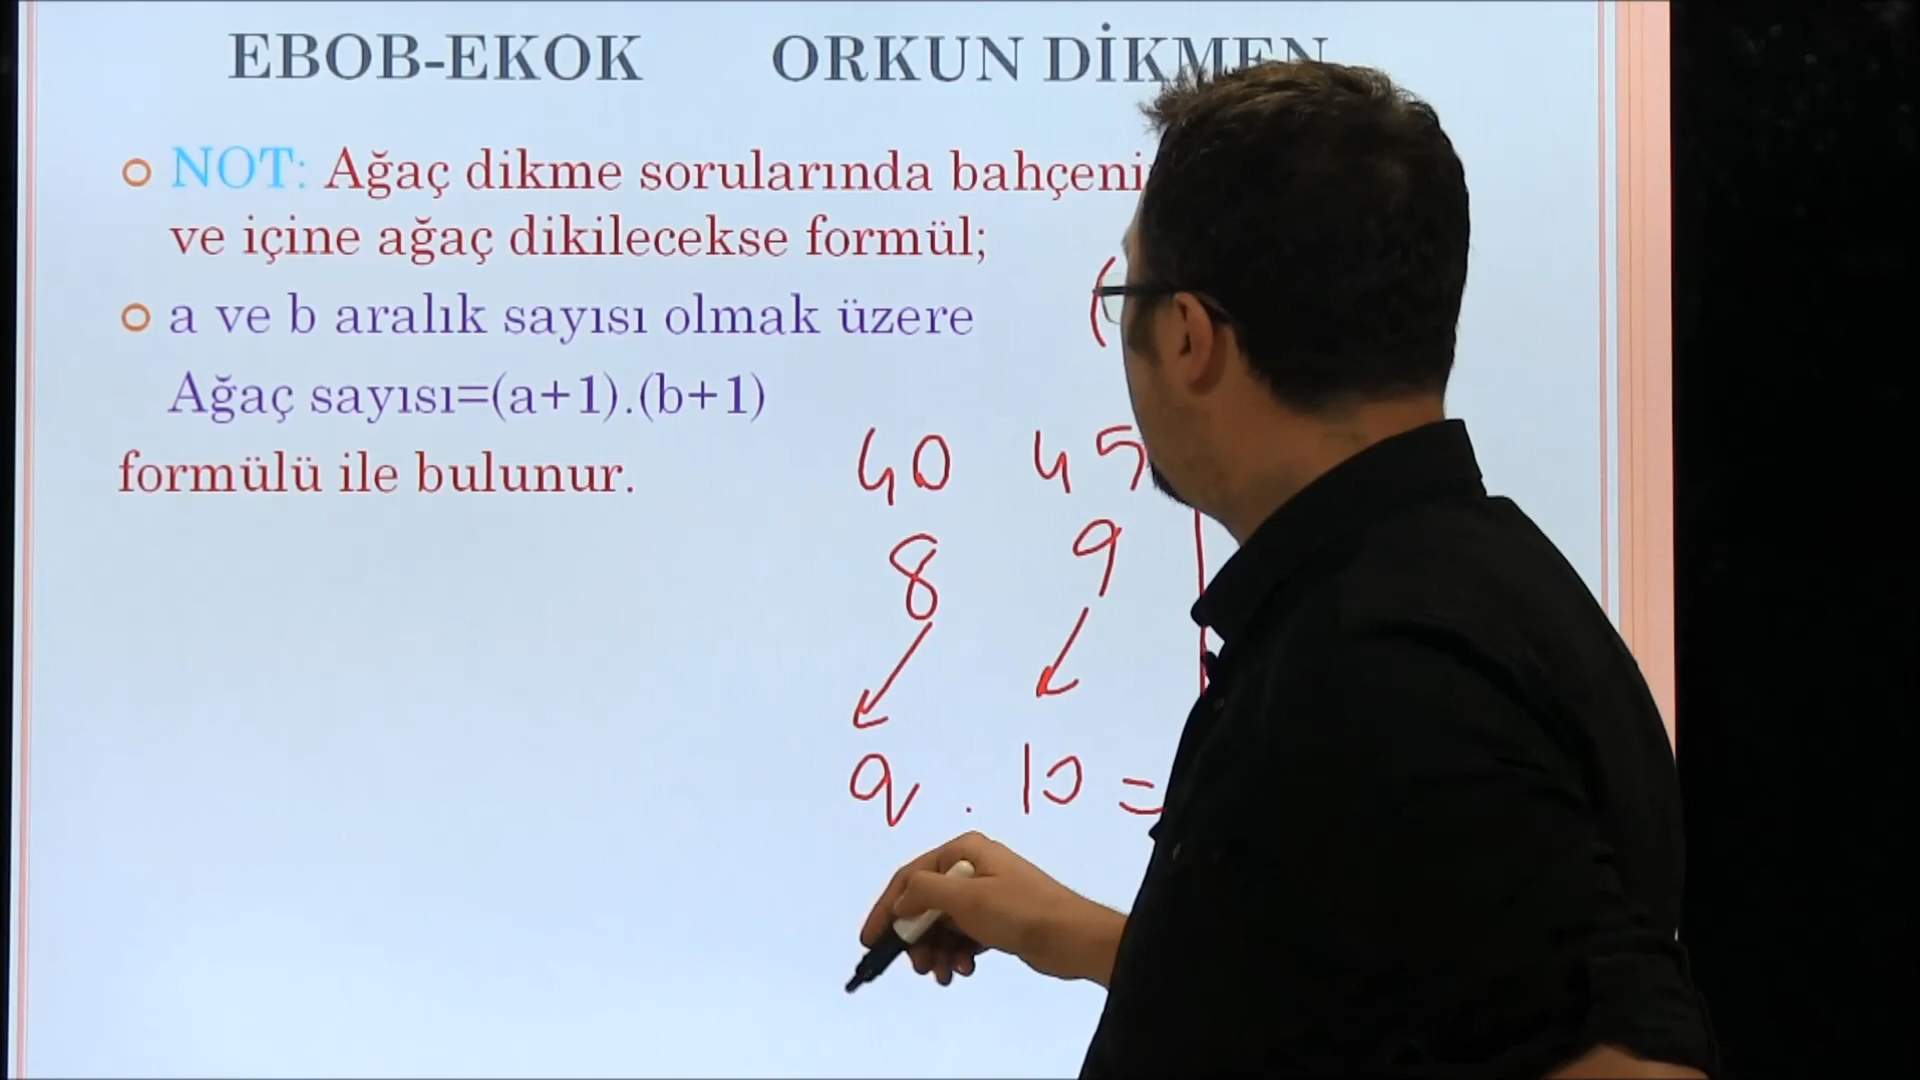 EBOB-EKOK ORKUN DİKMEN
NOT: Ağaç dikme sorularında
ve içine ağaç dikilecekse formül;
a ve b aralık sayısı olmak üzere
(
Ağaç sayısı=(a+1).(b+1)
40 45
formülü ile bulunur.
8 9
9 . 10 =